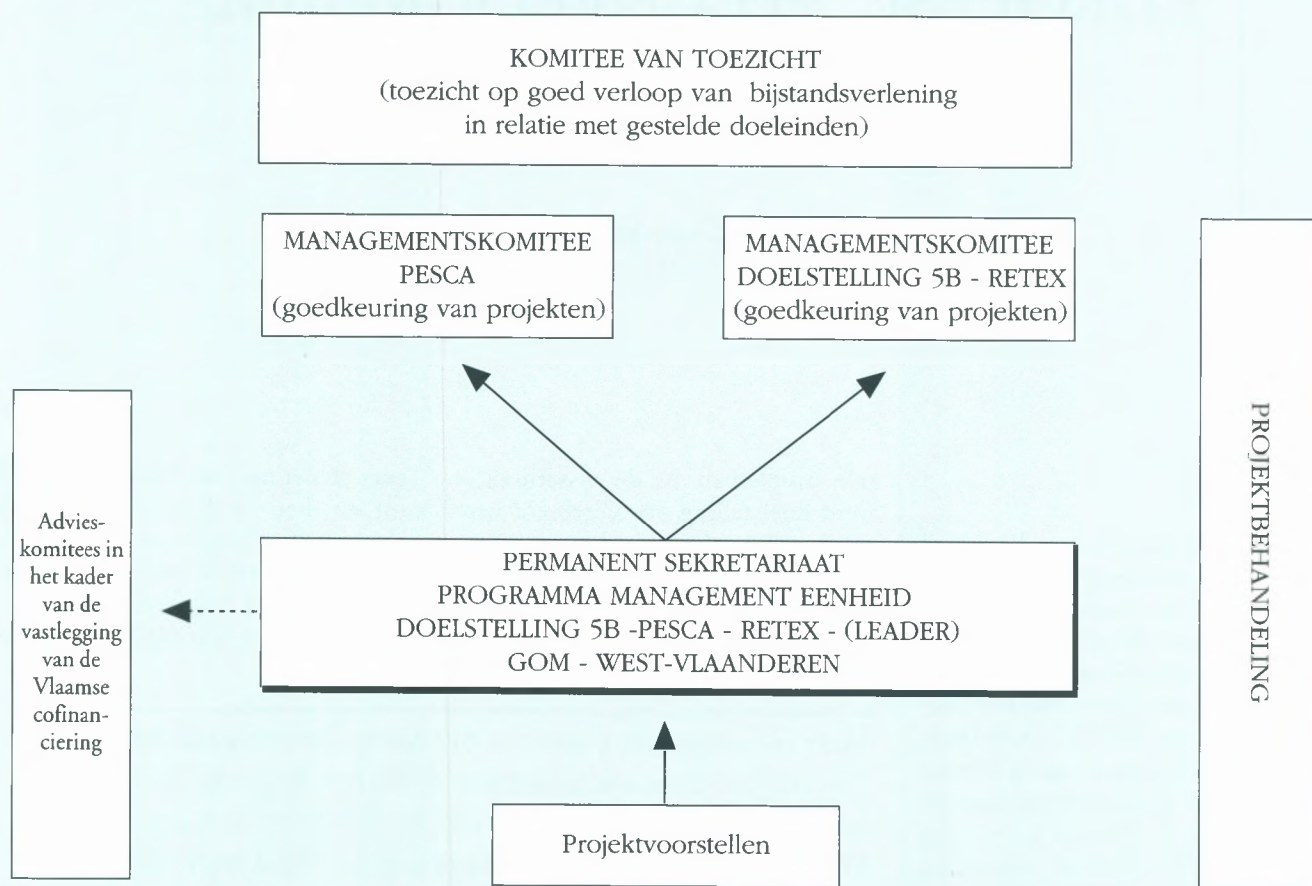 KOMITEE VAN TOEZICHT
(toezicht op goed verloop van bijstandsverlening
in relatie met gestelde doeleinden)
MANAGEMENTSKOMITEE
PESCA
(goedkeuring van projekten)
MANAGEMENTSKOMITEE
DOELSTELLING 5B - RETEX
(goedkeuring van projekten)
Advies-
komitees in
het kader
van de
vastlegging
van de
Vlaamse
cofinan-
ciering
PERMANENT SEKRETARIAAT
PROGRAMMA MANAGEMENT EENHEID
DOELSTELLING 5B -PESCA - RETEX - (LEADER)
GOM - WEST-VLAANDEREN
Projektvoorstellen
PROJEKTBEHANDELING